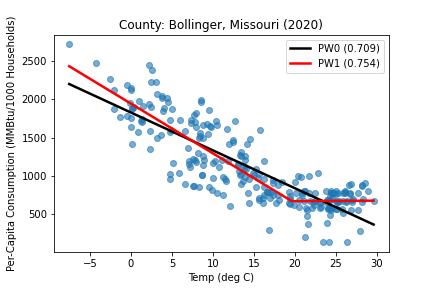 County: Bollinger, Missouri (2020)
PW0 (0.709)
PW1 (0.754)
Per-Capita Consumption (MMBtu/1000 Households)
2500
2000
1500
1000
500
−5 0 5 10 15 20 25 30
Temp (deg C)